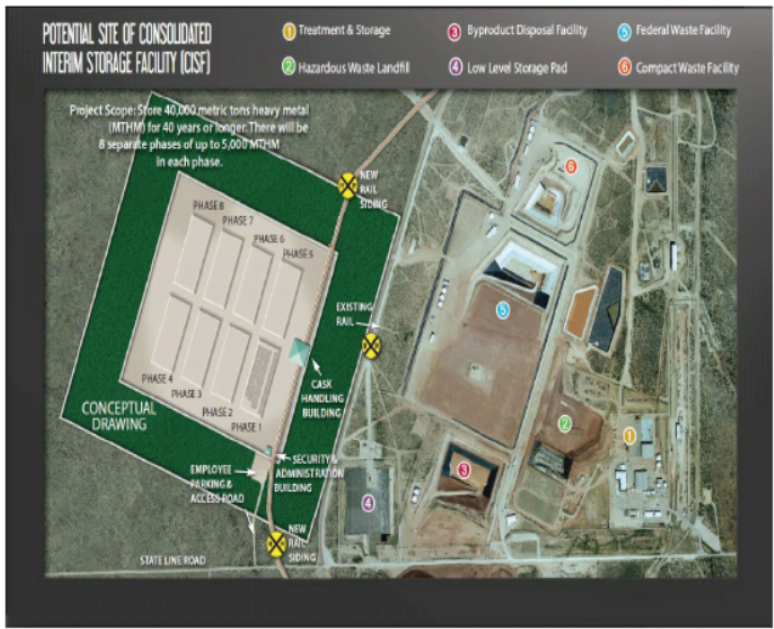 POTENTIAL SITE OF CONSOLIDATED
INTERIM STORAGE FACILITY (CISF)
1 Treatment & Storage
3 Byproduct Disposal Facility
5 Federal Waste Facility
2 Hazardous Waste Landfill
4 Low Level Storage Pad
6 Compact Waste Facility
Project Scope: Store 40,000 metric tons heavy metal
(MTHM) for 40 years or longer. There will be
8 separate phases of up to 5,000 MTHM
in each phase.
NEW
RAIL
SIDING
6
PHASE 8
PHASE 7
PHASE 6
PHASE 5
EXISTING
RAIL
5
CASK
HANDLING
BUILDING
PHASE 4
PHASE 3
PHASE 2
PHASE 1
CONCEPTUAL
DRAWING
2
1
SECURITY &
ADMINISTRATION
BUILDING
3
EMPLOYEE
PARKING &
ACCESS ROAD
4
NEW
RAIL
SIDING
STATE LINE ROAD